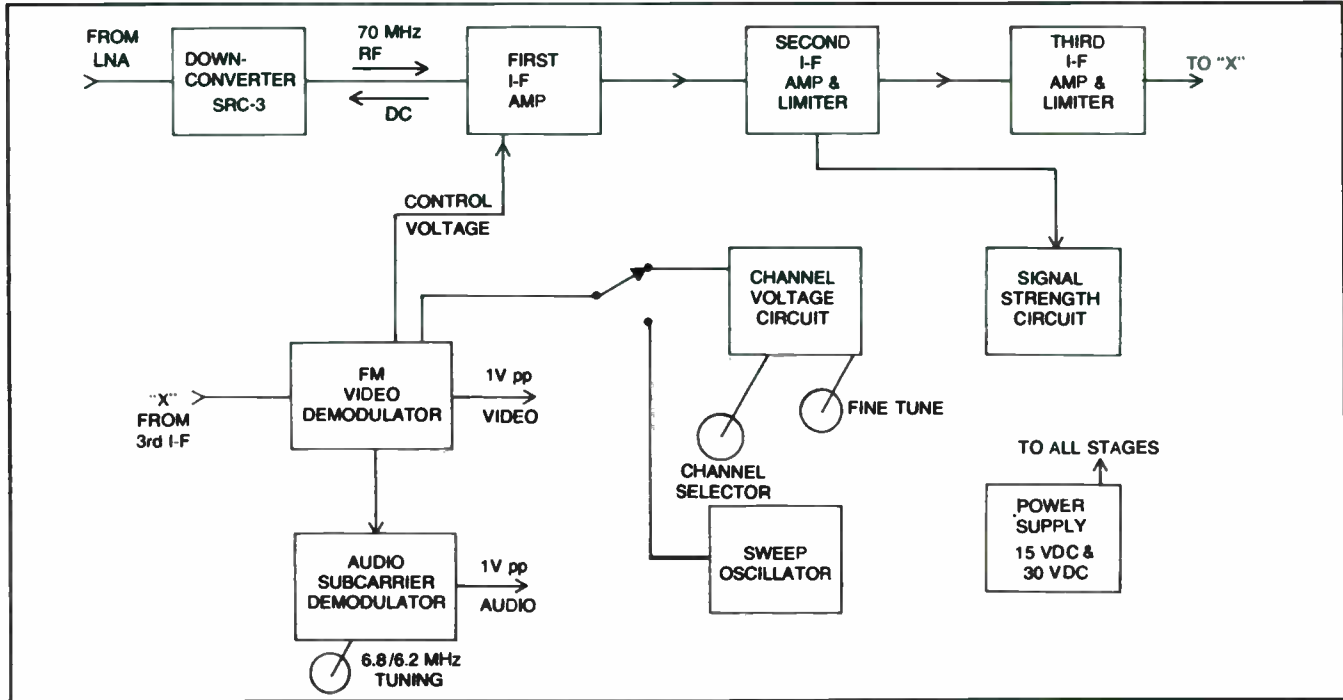 FROM
LNA
DOWN-
CONVERTER
SRC-3
70 MHz
RF
DC
FIRST
I-F
AMP
SECOND
I-F
AMP &
LIMITER
THIRD
I-F
AMP &
LIMITER
TO "X"
CONTROL
VOLTAGE
CHANNEL
VOLTAGE
CIRCUIT
SIGNAL
STRENGTH
CIRCUIT
"X"
FROM
3rd I-F
FM
VIDEO
DEMODULATOR
1V pp
VIDEO
FINE TUNE
CHANNEL
SELECTOR
TO ALL STAGES
POWER
SUPPLY
15 VDC &
30 VDC
SWEEP
OSCILLATOR
AUDIO
SUBCARRIER
DEMODULATOR
1V pp
AUDIO
6.8/6.2 MHz
TUNING